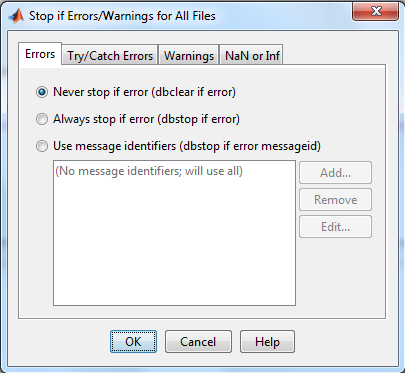 Stop if Errors/Warnings for All Files
Errors Try/Catch Errors Warnings NaN or Inf
Never stop if error (dbclear if error)
Always stop if error (dbstop if error)
Use message identifiers (dbstop if error messageid)
(No message identifiers; will use all)
Add...
Remove
Edit...
OK Cancel Help